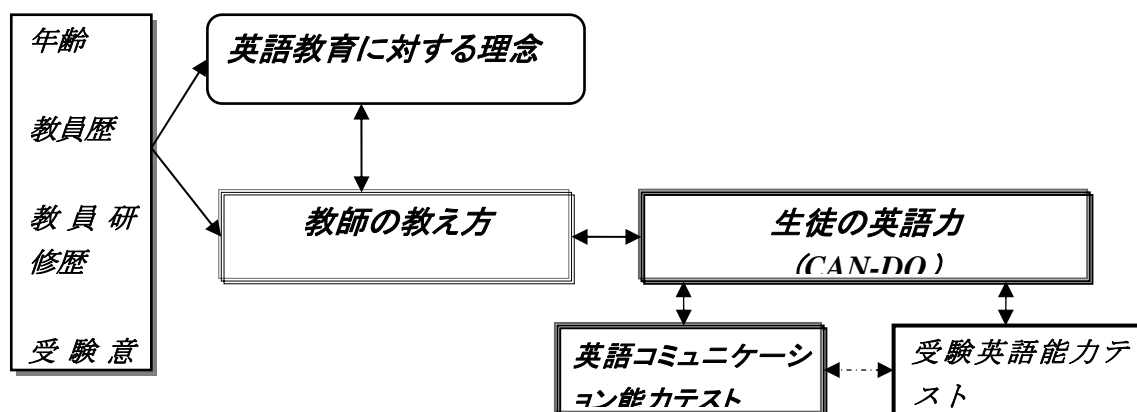 年齢
教員歴
教員研
修歴
受験意
英語教育に対する理念
教師の教え方
生徒の英語力
（CAN-DO）
英語コミュニケーシ
ョン能力テスト
受験英語能力テ
スト